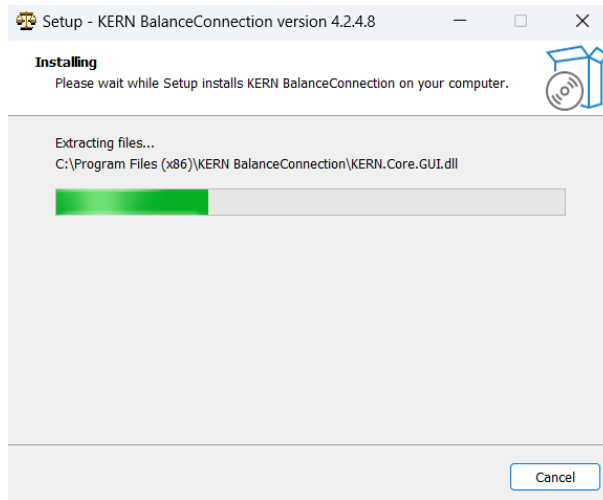 Setup - KERN BalanceConnection version 4.2.4.8
Installing
Please wait while Setup installs KERN BalanceConnection on your computer.
Extracting files...
C:\Program Files (x86)\KERN BalanceConnection\KERN.Core.GUI.dll
Cancel